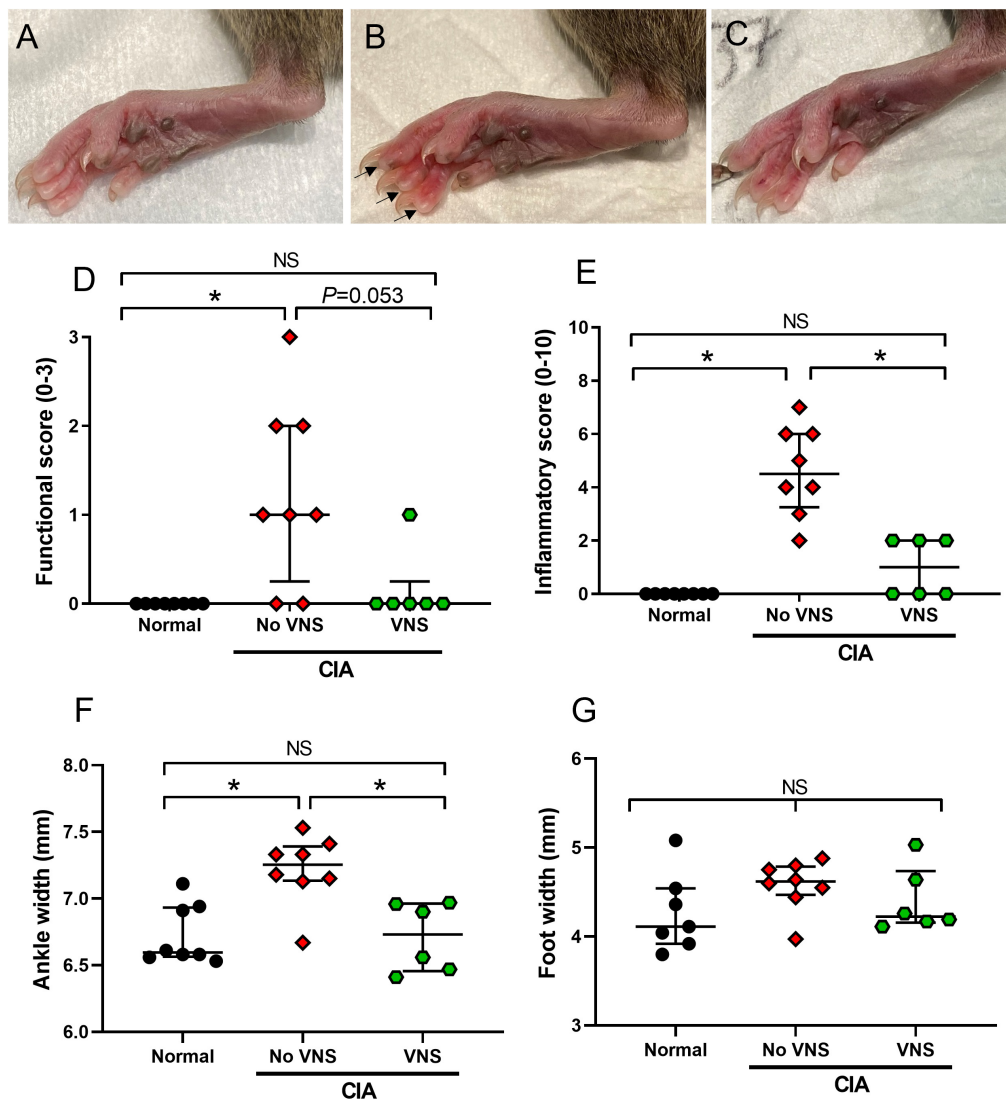 A
B
C
D
NS
*
P=0.053
Functional score (0-3)
3
2
1
0
Normal
No VNS
VNS
CIA
E
NS
*
*
Inflammatory score (0-10)
10
8
6
4
2
0
Normal
No VNS
VNS
CIA
F
NS
*
*
Ankle width (mm)
8.0
7.5
7.0
6.5
6.0
Normal
No VNS
VNS
CIA
G
NS
Foot width (mm)
6
5
4
3
Normal
No VNS
VNS
CIA